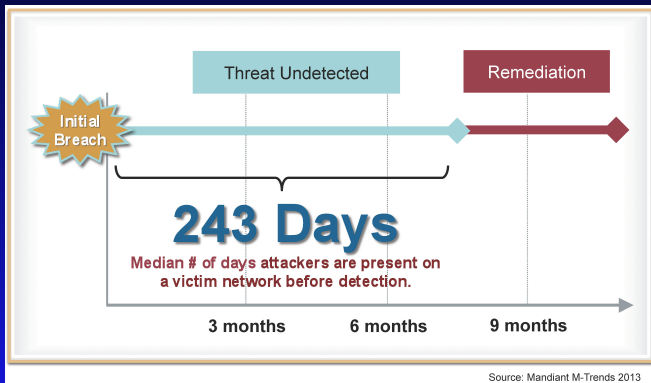 Threat Undetected
Remediation
Initial
Breach
243 Days
Median # of days attackers are present on
a victim network before detection.
3 months
6 months
9 months
Source: Mandiant M-Trends 2013